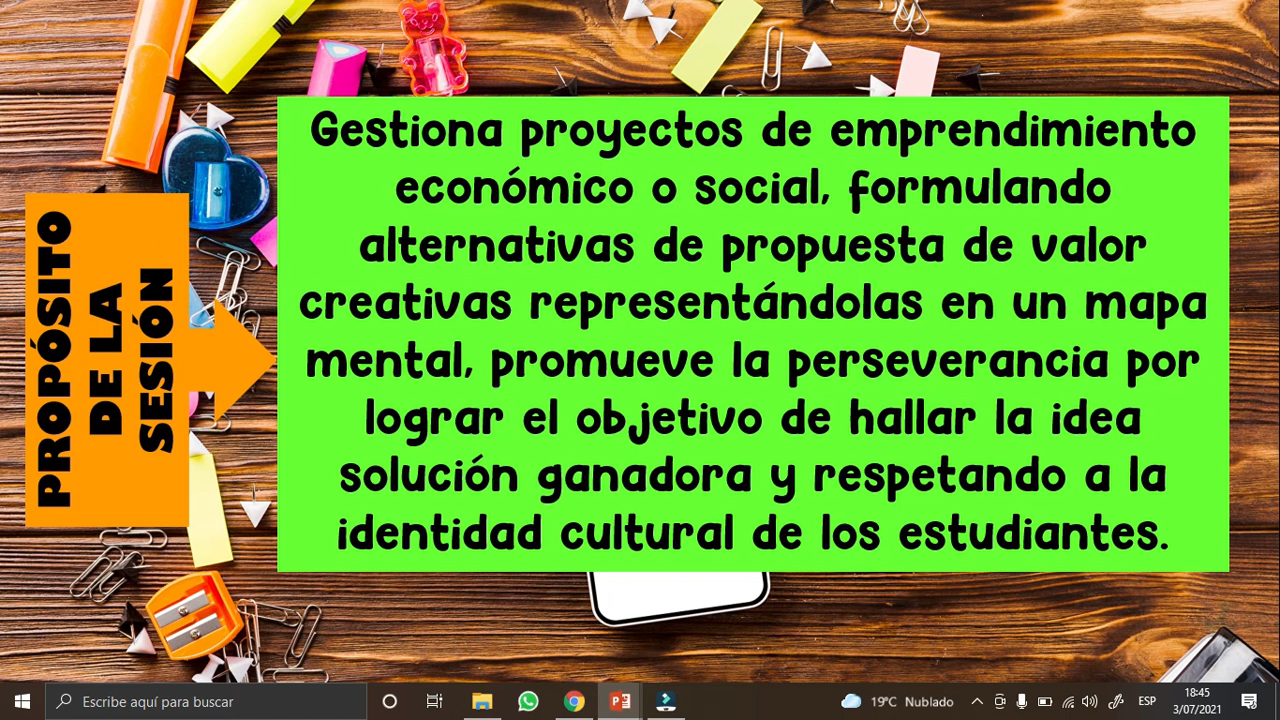 PROPÓSITO
DE LA
SESIÓN
Gestiona proyectos de emprendimiento
económico o social, formulando
alternativas de propuesta de valor
creativas representándolas en un mapa
mental, promueve la perseverancia por
lograr el objetivo de hallar la idea
solución ganadora y respetando a la
identidad cultural de los estudiantes.
Escribe aquí para buscar
19°C Nublado
ESP
18:45
3/07/2021